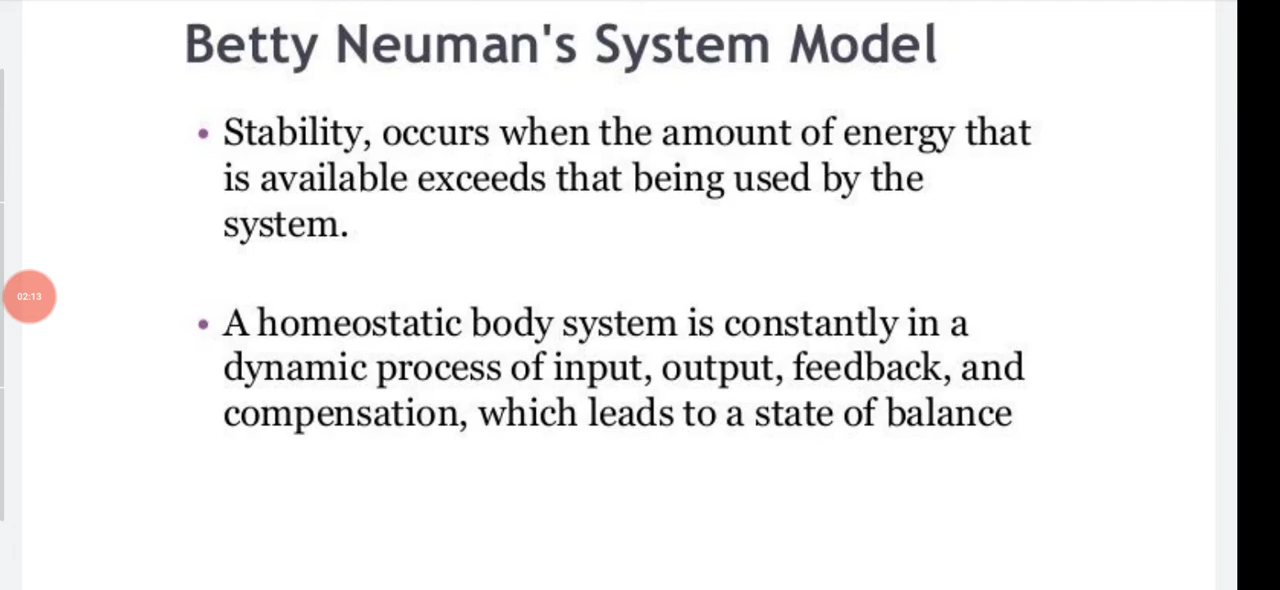 Betty Neuman's System Model
• Stability, occurs when the amount of energy that
is available exceeds that being used by the
system.
• A homeostatic body system is constantly in a
dynamic process of input, output, feedback, and
compensation, which leads to a state of balance
02:13